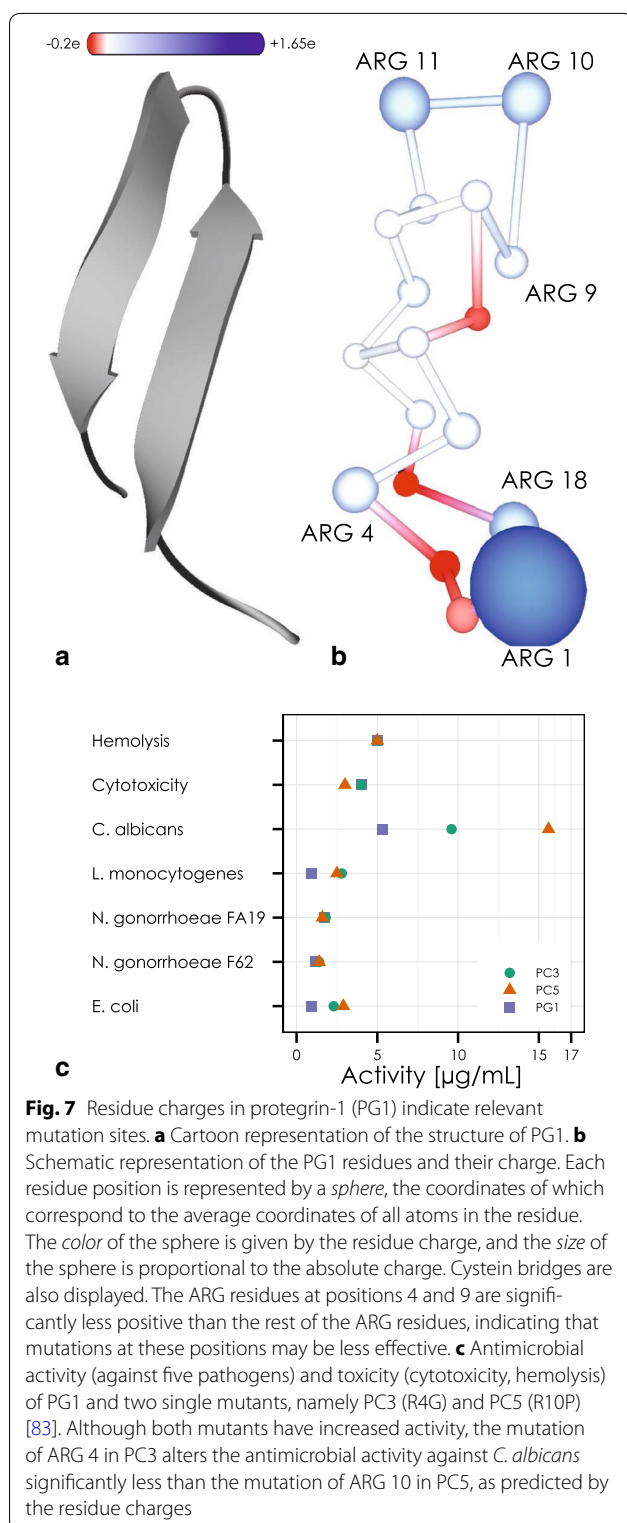 -0.2e +1.65e
ARG 11 ARG 10
ARG 9
ARG 18
ARG 4
a b
ARG 1
Hemolysis
Cytotoxicity
C. albicans
L. monocytogenes
N. gonorrhoeae FA19
N. gonorrhoeae F62
E. coli
PC3
PC5
PG1
0 5 10 15 17
c
Activity [µg/mL]
Fig. 7 Residue charges in protegrin-1 (PG1) indicate relevant
mutation sites. a Cartoon representation of the structure of PG1. b
Schematic representation of the PG1 residues and their charge. Each
residue position is represented by a sphere, the coordinates of which
correspond to the average coordinates of all atoms in the residue.
The color of the sphere is given by the residue charge, and the size of
the sphere is proportional to the absolute charge. Cystein bridges are
also displayed. The ARG residues at positions 4 and 9 are signifi-
cantly less positive than the rest of the ARG residues, indicating that
mutations at these positions may be less effective. c Antimicrobial
activity (against five pathogens) and toxicity (cytotoxicity, hemolysis)
of PG1 and two single mutants, namely PC3 (R4G) and PC5 (R10P)
[83]. Although both mutants have increased activity, the mutation
of ARG 4 in PC3 alters the antimicrobial activity against C. albicans
significantly less than the mutation of ARG 10 in PC5, as predicted by
the residue charges